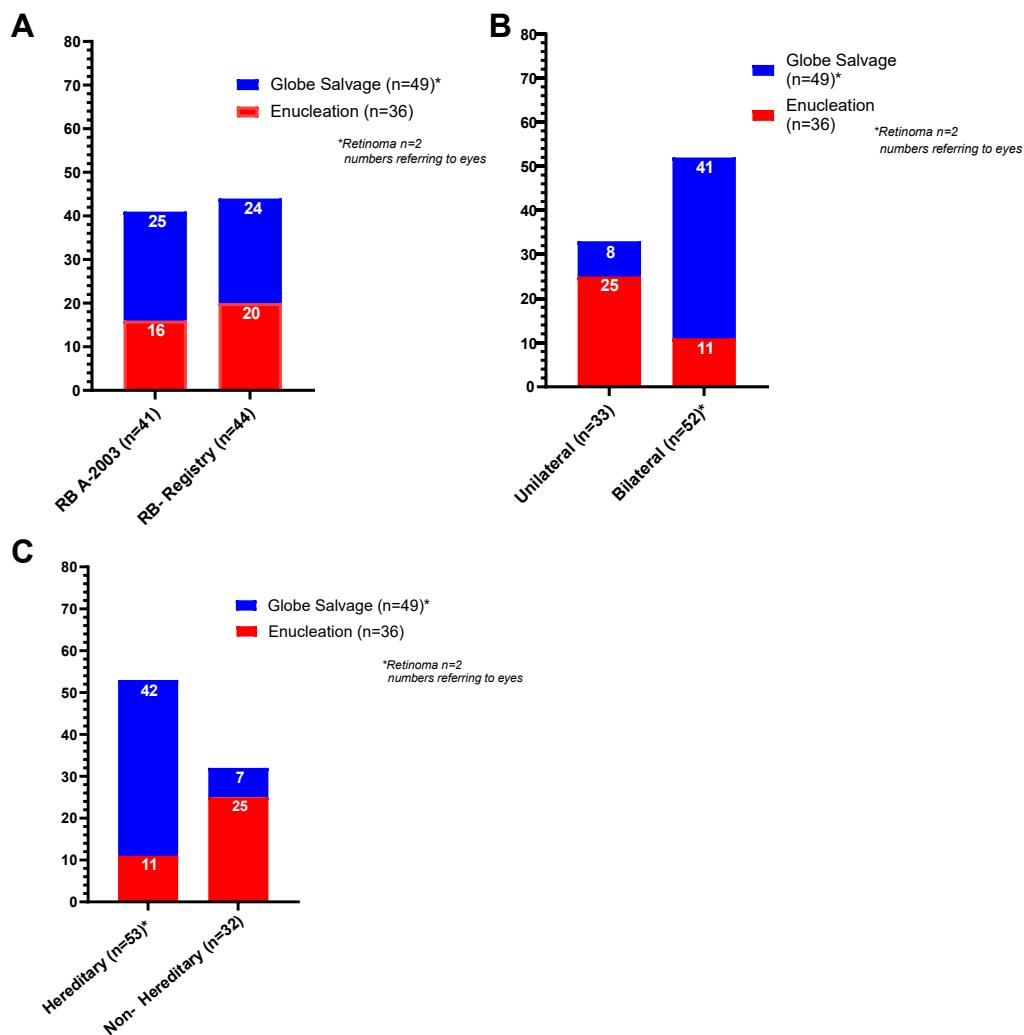 A
80
70
60
50
40
30
20
10
0
Globe Salvage (n=49)*
Enucleation (n=36)
*Retinoma n=2
numbers referring to eyes
25
16
24
20
RB A-2003 (n=41)
RB- Registry (n=44)
B
80
70
60
50
40
30
20
10
0
Globe Salvage
(n=49)*
Enucleation
(n=36)
*Retinoma n=2
numbers referring to eyes
8
25
41
11
Unilateral (n=33)
Bilateral (n=52)*
C
80
70
60
50
40
30
20
10
0
Globe Salvage (n=49)*
Enucleation (n=36)
*Retinoma n=2
numbers referring to eyes
42
11
7
25
Hereditary (n=53)*
Non- Hereditary (n=32)